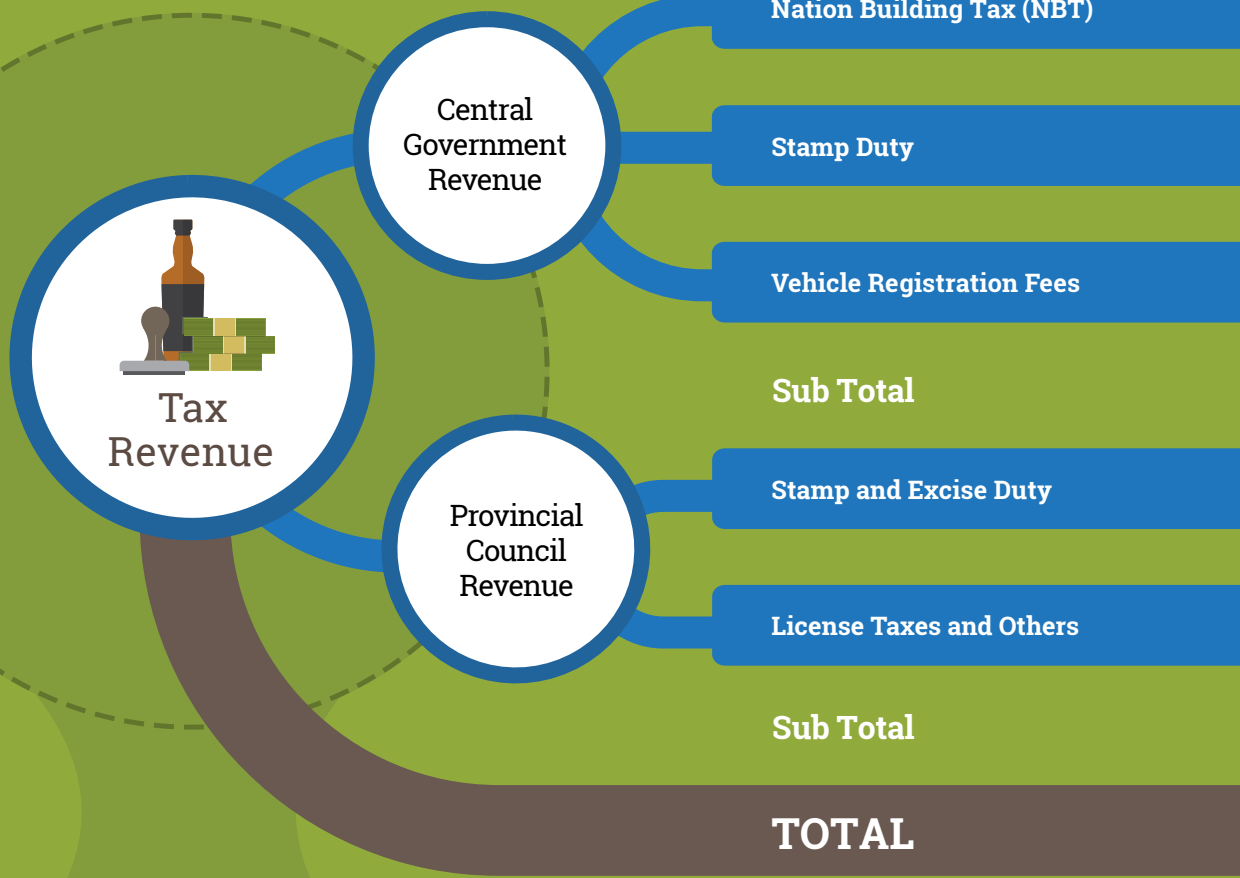 Nation Building Tax (NBT)
Central
Government
Revenue
Stamp Duty
Vehicle Registration Fees
Tax
Revenue
Sub Total
Provincial
Council
Revenue
Stamp and Excise Duty
License Taxes and Others
Sub Total
TOTAL